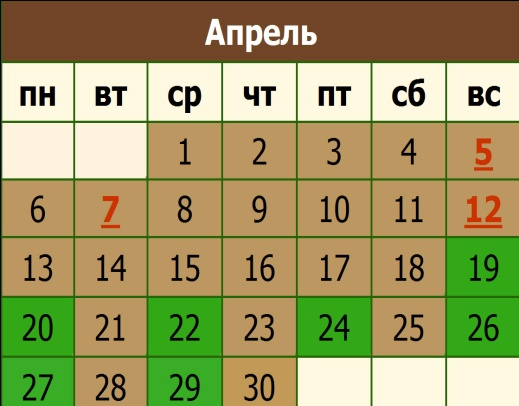 Апрель
пн вт ср чт пт сб вс
1 2 3 4 5
6 7 8 9 10 11 12
13 14 15 16 17 18 19
20 21 22 23 24 25 26
27 28 29 30